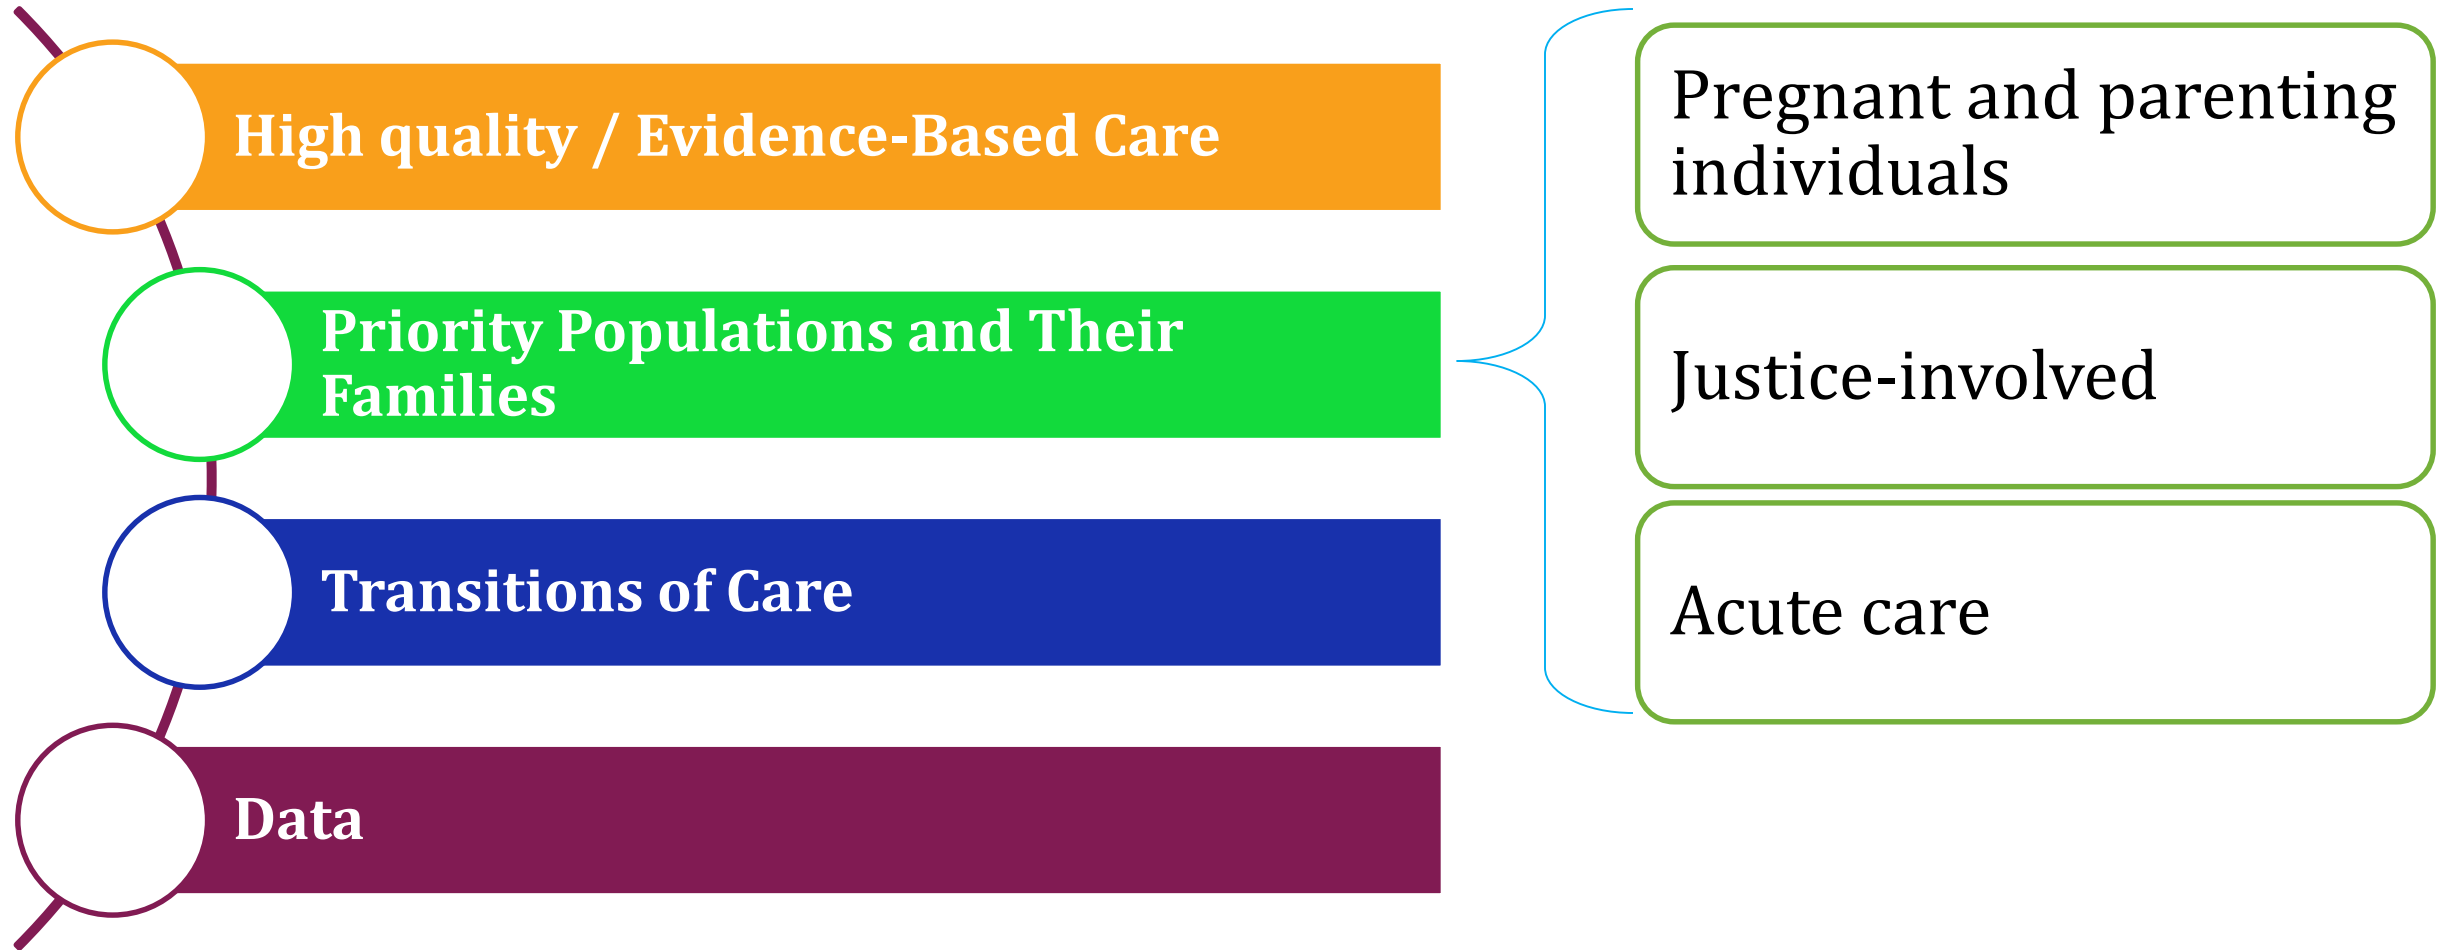 High quality / Evidence-Based Care
Priority Populations and Their
Families
Transitions of Care
Data
Pregnant and parenting
individuals
Justice-involved
Acute care